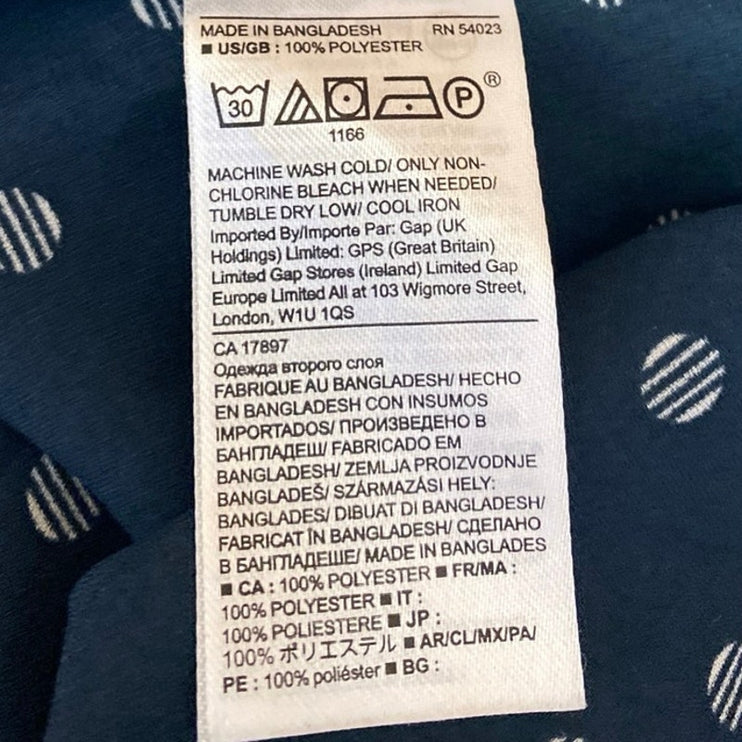 MADE IN BANGLADESH RN 54023
■ US/GB : 100% POLYESTER
30 P ®
1166
MACHINE WASH COLD/ ONLY NON-
CHLORINE BLEACH WHEN NEEDED/
TUMBLE DRY LOW/ COOL IRON
Imported By/Importe Par: Gap (UK
Holdings) Limited: GPS (Great Britain)
Limited Gap Stores (Ireland) Limited Gap
Europe Limited All at 103 Wigmore Street,
London, W1U 1QS
CA 17897
Одежда второго слоя
FABRIQUE AU BANGLADESH/ HECHO
EN BANGLADESH CON INSUMOS
IMPORTADOS/ ПРОИЗВЕДЕНО В
БАНГЛАДЕШ/ FABRICADO EM
BANGLADESH/ ZEMLJA PROIZVODNJE
BANGLADEŠ/ SZÁRMAZÁSI HELY:
BANGLADES/ DIBUAT DI BANGLADESH/
FABRICAT ÎN BANGLADESH/ СДЕЛАНО
В БАНГЛАДЕШЕ/ MADE IN BANGLADES
■ CA : 100% POLYESTER ■ FR/MA :
100% POLYESTER ■ IT :
100% POLIESTERE ■ JP :
100% ポリエステル ■ AR/CL/MX/PA/
PE : 100% poliéster ■ BG :